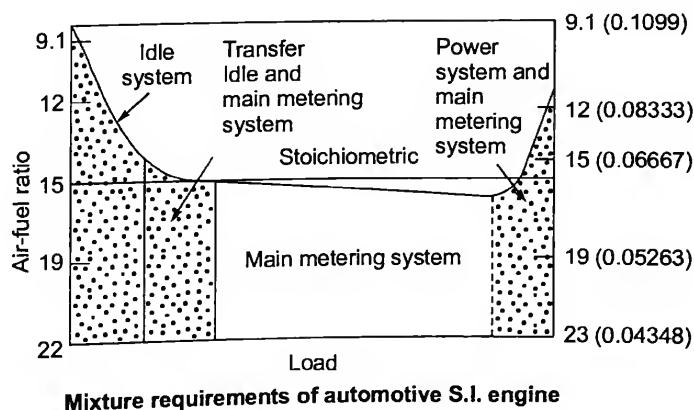 9.1
12
15
19
22
Air-fuel ratio
Idle
system
Transfer
Idle and
main metering
system
Power
system and
main
metering
system
Stoichiometric
Main metering system
9.1 (0.1099)
12 (0.08333)
15 (0.06667)
19 (0.05263)
23 (0.04348)
Load
Mixture requirements of automotive S.I. engine